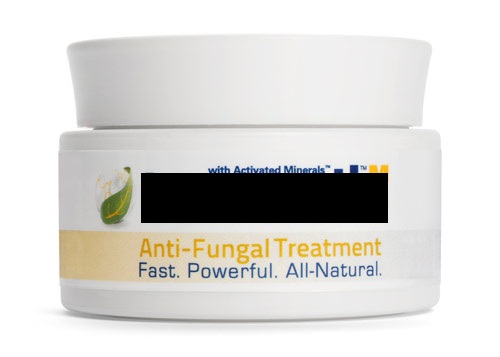 with Activated Minerals™
Anti-Fungal Treatment
Fast. Powerful. All-Natural.